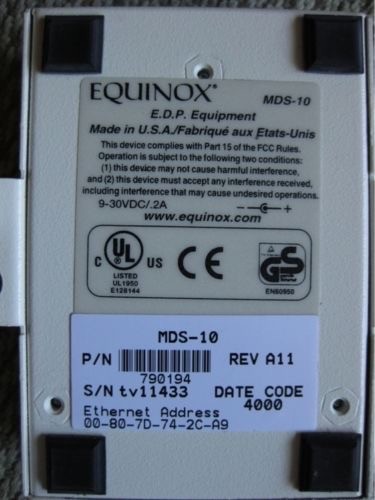 EQUINOX® MDS-10
E.D.P. Equipment
Made in U.S.A./Fabriqué aux Etats-Unis
This device complies with Part 15 of the FCC Rules.
Operation is subject to the following two conditions:
(1) this device may not cause harmful interference,
and (2) this device must accept any interference received,
including interference that may cause undesired operations.
9-30VDC/.2A - +
www.equinox.com
C UL US CE GS
LISTED
UL1950
E128144
EN60950
MDS-10
P/N REV A11
790194
S/N tv11433 DATE CODE
4000
Ethernet Address
00-80-7D-74-2C-A9